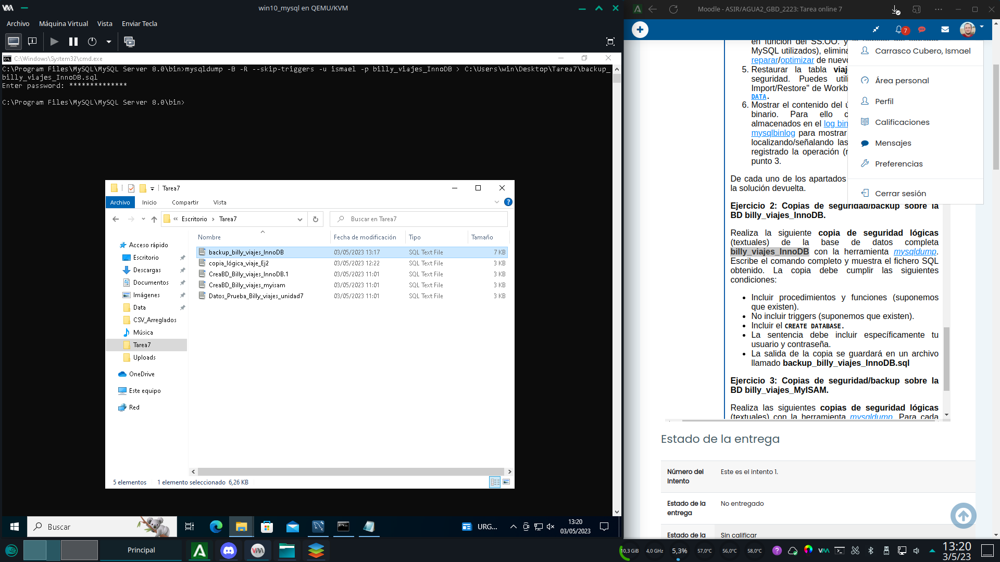 win10_mysql en QEMU/KVM
Archivo
Máquina Virtual
Vista
Enviar Tecla
C:\Windows\System32\cmd.exe
C:\Program Files\MySQL\MySQL Server 8.0\bin>mysqldump -B -R --skip-triggers -u ismael -p billy_viajes_InnoDB > C:\Users\win\Desktop\Tarea7\backup_
billy_viajes_InnoDB.sql
Enter password: **************
C:\Program Files\MySQL\MySQL Server 8.0\bin>
Tarea7
Archivo
Inicio
Compartir
Vista
« Escritorio > Tarea7
Buscar en Tarea7
Nombre
Fecha de modificación
Tipo
Tamaño
backup_billy_viajes_InnoDB 03/05/2023 13:17 SQL Text File 7 KB
copia_lógica_viaje_Ej2 03/05/2023 12:22 SQL Text File 3 KB
CreaBD_Billy_viajes_InnoDB.1 03/05/2023 11:01 SQL Text File 3 KB
CreaBD_Billy_viajes_myisam 03/05/2023 11:01 SQL Text File 3 KB
Datos_Prueba_Billy_viajes_unidad7 03/05/2023 11:01 SQL Text File 3 KB
Acceso rápido
Escritorio
Descargas
Documentos
Imágenes
Data
CSV_Arreglados
Música
Tarea7
Uploads
OneDrive
Este equipo
Red
5 elementos
1 elemento seleccionado 6,26 KB
Buscar
URG...
13:20
03/05/2023
Moodle - ASIR/AGUA2_GBD_2223: Tarea online 7
7
en función del SS.OO. y
MySQL utilizados), elimina
reparar/optimizar de nuevo
5. Restaurar la tabla viaj
seguridad. Puedes util
Import/Restore" de Workb
DATA.
6. Mostrar el contenido del ú
binario. Para ello c
almacenados en el log bin
mysqlbinlog para mostrar
localizando/señalando las
registrado la operación (r
punto 3.
De cada uno de los apartados
la solución devuelta.
Carrasco Cubero, Ismael
Área personal
Perfil
Calificaciones
Mensajes
Preferencias
Cerrar sesión
Ejercicio 2: Copias de seguridad/backup sobre la
BD billy_viajes_InnoDB.
Realiza la siguiente copia de seguridad lógicas
(textuales) de la base de datos completa
billy_viajes_InnoDB con la herramienta mysqldump.
Escribe el comando completo y muestra el fichero SQL
obtenido. La copia debe cumplir las siguientes
condiciones:
• Incluir procedimientos y funciones (suponemos
que existen).
• No incluir triggers (suponemos que existen).
• Incluir el CREATE DATABASE.
• La sentencia debe incluir específicamente tu
usuario y contraseña.
• La salida de la copia se guardará en un archivo
llamado backup_billy_viajes_InnoDB.sql
Ejercicio 3: Copias de seguridad/backup sobre la
BD billy_viajes_MyISAM.
Realiza las siguientes copias de seguridad lógicas
(textuales) con la herramienta mysqldump. Para cada
Estado de la entrega
Número del
Intento
Este es el intento 1.
Estado de la
entrega
No entregado
Estado de la
Sin calificar
Principal
10,3 GiB
4,0 GHz
5,3%
57,0°C
56,0°C
58,0°C
13:20
3/5/23